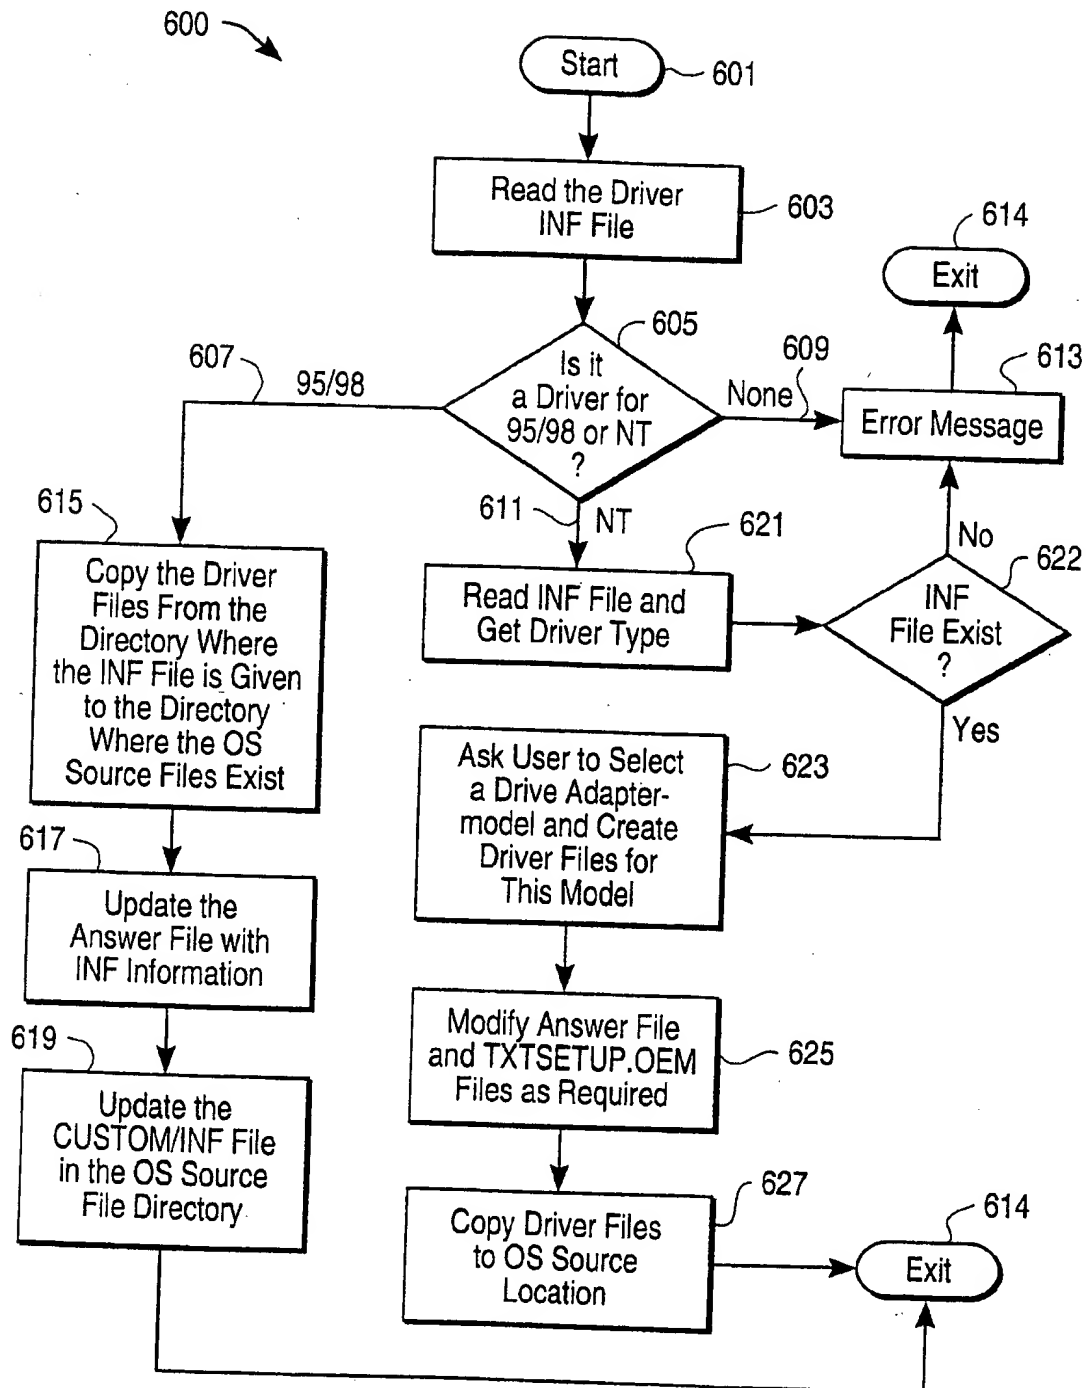 600
Start
601
Read the Driver
INF File
603
614
Exit
605
607
95/98
Is it
a Driver for
95/98 or NT
?
609
None
613
Error Message
611
NT
615
Copy the Driver
Files From the
Directory Where
the INF File is Given
to the Directory
Where the OS
Source Files Exist
621
Read INF File and
Get Driver Type
No
622
INF
File Exist
?
Yes
Ask User to Select
a Drive Adapter-
model and Create
Driver Files for
This Model
623
617
Update the
Answer File with
INF Information
Modify Answer File
and TXTSETUP.OEM
Files as Required
625
619
Update the
CUSTOM/INF File
in the OS Source
File Directory
627
Copy Driver Files
to OS Source
Location
614
Exit